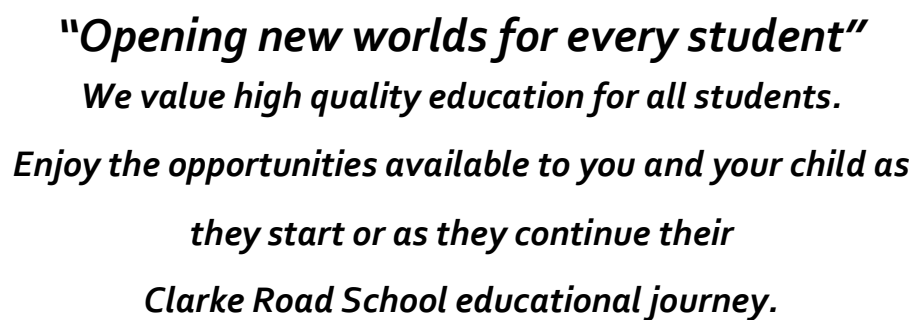 “Opening new worlds for every student”
We value high quality education for all students.
Enjoy the opportunities available to you and your child as
they start or as they continue their
Clarke Road School educational journey.